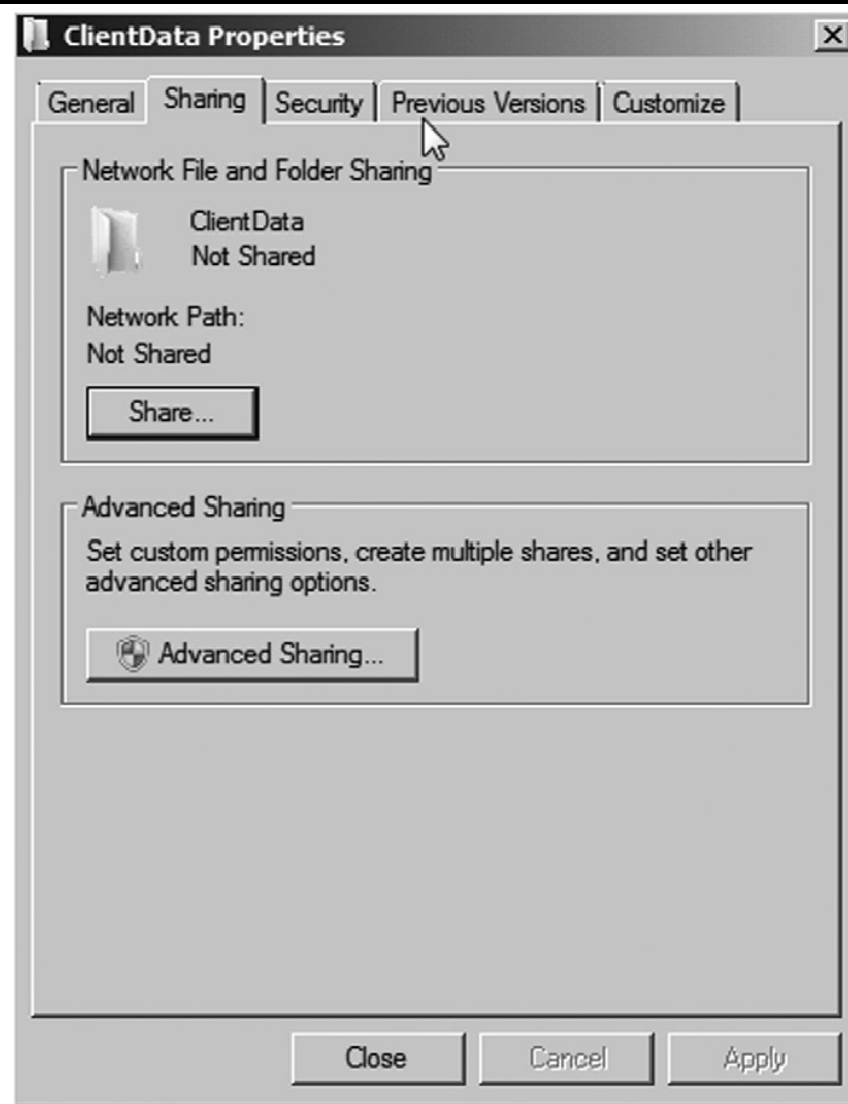 ClientData Properties
General Sharing Security Previous Versions Customize
Network File and Folder Sharing
ClientData
Not Shared
Network Path:
Not Shared
Share...
Advanced Sharing
Set custom permissions, create multiple shares, and set other
advanced sharing options.
Advanced Sharing...
Close Cancel Apply